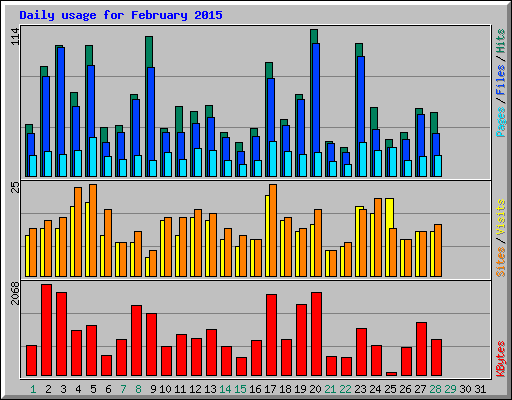 Daily usage for February 2015
114
Pages / Files / Hits
25
Sites / Visits
2068
KBytes
1 2 3 4 5 6 7 8 9 10 11 12 13 14 15 16 17 18 19 20 21 22 23 24 25 26 27 28 29 30 31